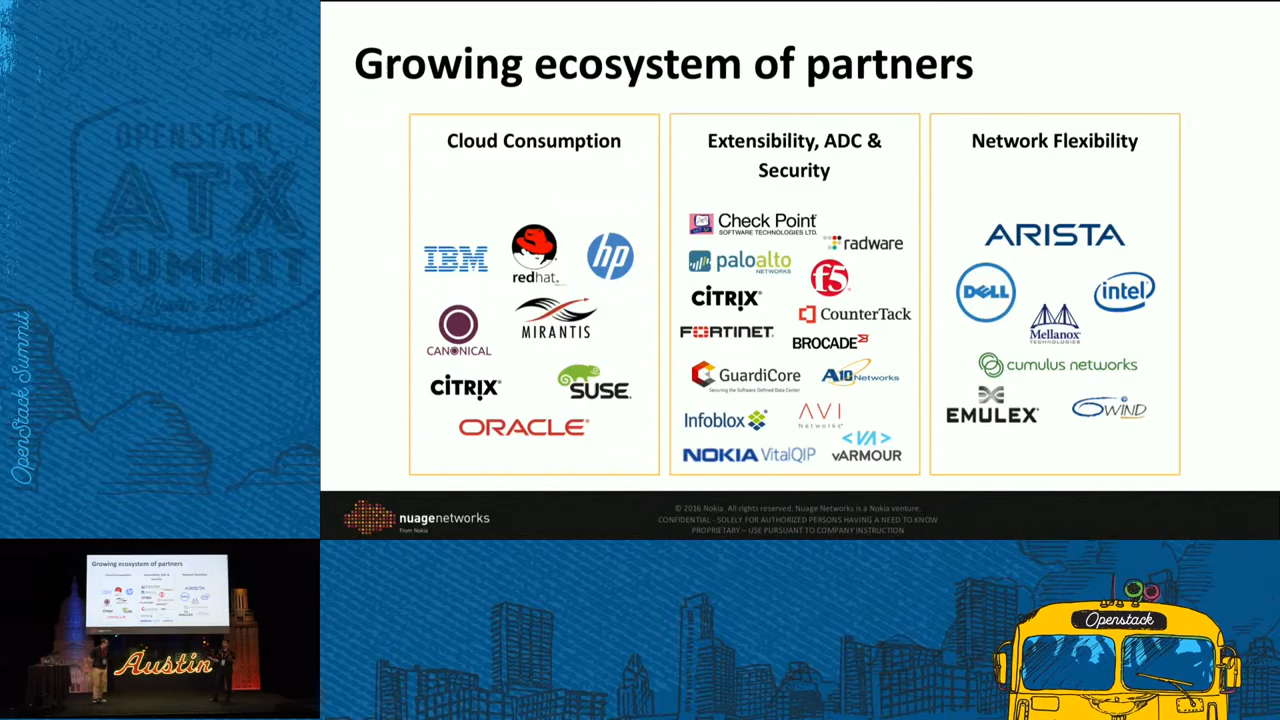 Growing ecosystem of partners
Cloud Consumption
IBM
redhat.
hp
CANONICAL
MIRANTIS
CITRIX®
SUSE
ORACLE®
Extensibility, ADC &
Security
Check Point
SOFTWARE TECHNOLOGIES LTD.
radware
paloalto
NETWORKS
f5
CITRIX®
CounterTack
FORTINET
BROCADE
GuardiCore
Securing the Software Defined Data Center
A10 Networks
Infoblox
AVI
Networks
NOKIA VitalQIP
<VA>
vARMOUR
Network Flexibility
ARISTA
DELL
intel
Mellanox
TECHNOLOGIES
cumulus networks
EMULEX
6WIND
nuagenetworks
From Nokia
© 2016 Nokia. All rights reserved. Nuage Networks is a Nokia venture.
CONFIDENTIAL - SOLELY FOR AUTHORIZED PERSONS HAVING A NEED TO KNOW
PROPRIETARY – USE PURSUANT TO COMPANY INSTRUCTION
OPENSTACK
ATX
OpenStack Summit
Growing ecosystem of partners
ARISTA
Austin
Openstack